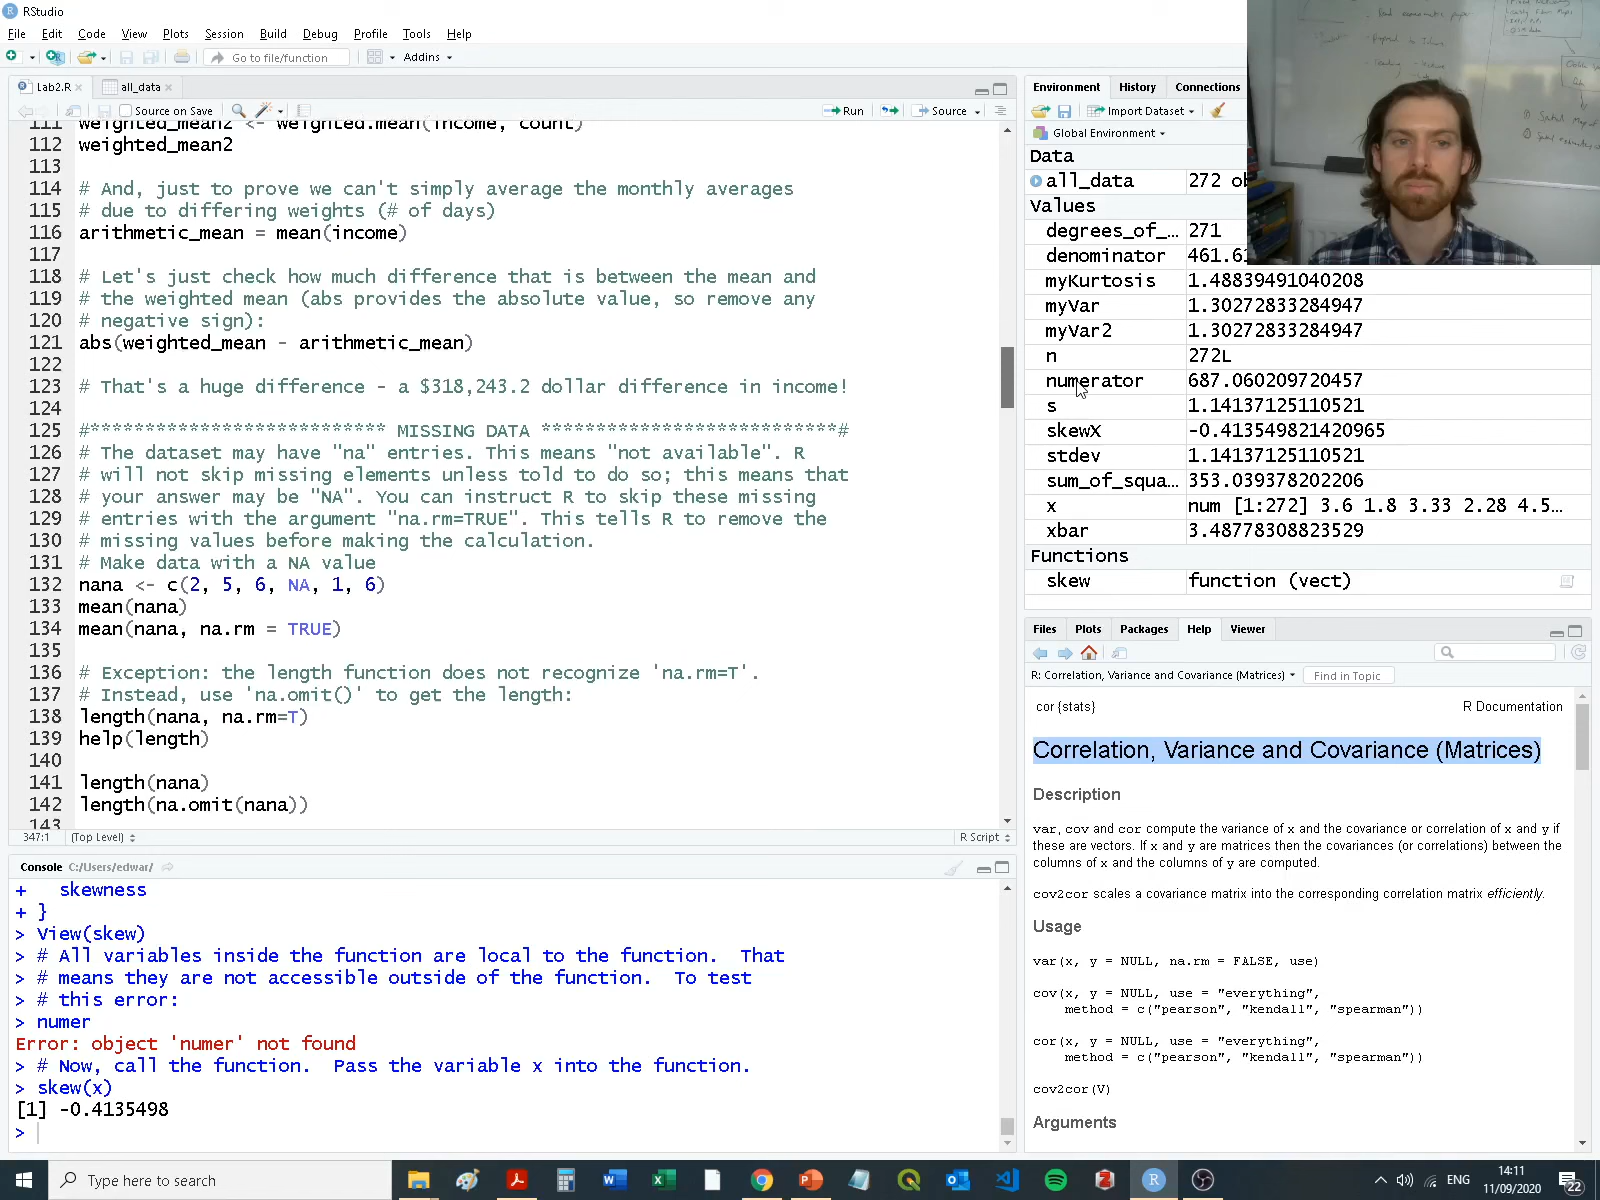 RStudio
File Edit Code View Plots Session Build Debug Profile Tools Help
Go to file/function
Addins
Lab2.R
all_data
Source on Save
Run
Source
111 weighted_mean2 <- weighted.mean(income, count)
112 weighted_mean2
113
114 # And, just to prove we can't simply average the monthly averages
115 # due to differing weights (# of days)
116 arithmetic_mean = mean(income)
117
118 # Let's just check how much difference that is between the mean and
119 # the weighted mean (abs provides the absolute value, so remove any
120 # negative sign):
121 abs(weighted_mean - arithmetic_mean)
122
123 # That's a huge difference - a $318,243.2 dollar difference in income!
124
125 #*************************** MISSING DATA ***************************#
126 # The dataset may have "na" entries. This means "not available". R
127 # will not skip missing elements unless told to do so; this means that
128 # your answer may be "NA". You can instruct R to skip these missing
129 # entries with the argument "na.rm=TRUE". This tells R to remove the
130 # missing values before making the calculation.
131 # Make data with a NA value
132 nana <- c(2, 5, 6, NA, 1, 6)
133 mean(nana)
134 mean(nana, na.rm = TRUE)
135
136 # Exception: the length function does not recognize 'na.rm=T'.
137 # Instead, use 'na.omit()' to get the length:
138 length(nana, na.rm=T)
139 help(length)
140
141 length(nana)
142 length(na.omit(nana))
143
347:1 (Top Level) R Script
Console C:/Users/edwar/
+   skewness
+ }
> View(skew)
> # All variables inside the function are local to the function.  That
> # means they are not accessible outside of the function.  To test
> # this error:
> numer
Error: object 'numer' not found
> # Now, call the function.  Pass the variable x into the function.
> skew(x)
[1] -0.4135498
>
Environment History Connections
Import Dataset
Global Environment
Data
all_data 272 ob
Values
degrees_of_… 271
denominator 461.61
myKurtosis 1.48839491040208
myVar 1.30272833284947
myVar2 1.30272833284947
n 272L
numerator 687.060209720457
s 1.14137125110521
skewX -0.413549821420965
stdev 1.14137125110521
sum_of_squa… 353.039378202206
x num [1:272] 3.6 1.8 3.33 2.28 4.5…
xbar 3.48778308823529
Functions
skew function (vect)
Files Plots Packages Help Viewer
R: Correlation, Variance and Covariance (Matrices) Find in Topic
cor {stats} R Documentation
Correlation, Variance and Covariance (Matrices)
Description
var, cov and cor compute the variance of x and the covariance or correlation of x and y if
these are vectors. If x and y are matrices then the covariances (or correlations) between the
columns of x and the columns of y are computed.
cov2cor scales a covariance matrix into the corresponding correlation matrix efficiently.
Usage
var(x, y = NULL, na.rm = FALSE, use)
cov(x, y = NULL, use = "everything",
    method = c("pearson", "kendall", "spearman"))
cor(x, y = NULL, use = "everything",
    method = c("pearson", "kendall", "spearman"))
cov2cor(V)
Arguments
Type here to search
ENG
14:11
11/09/2020
22